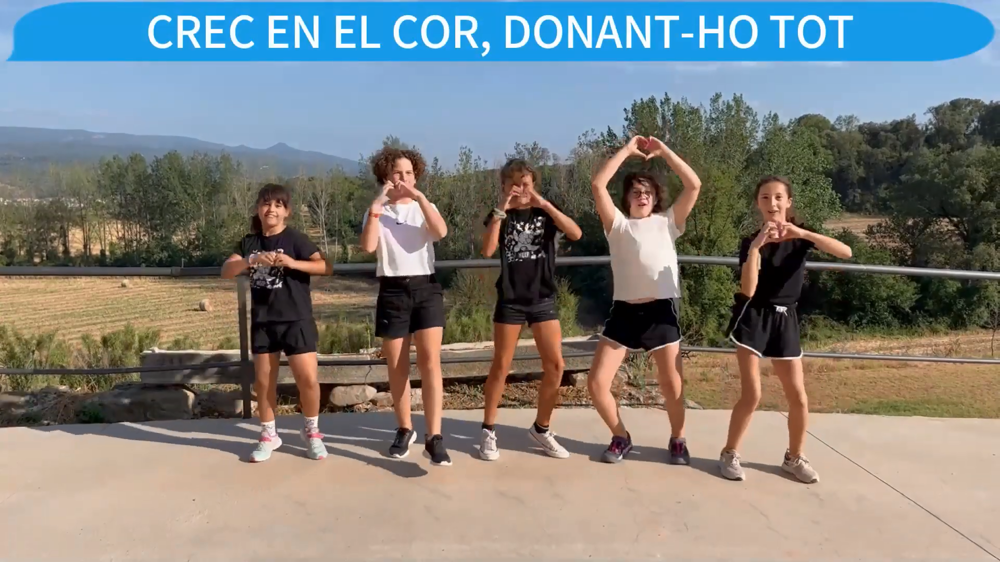 CREC EN EL COR, DONANT-HO TOT